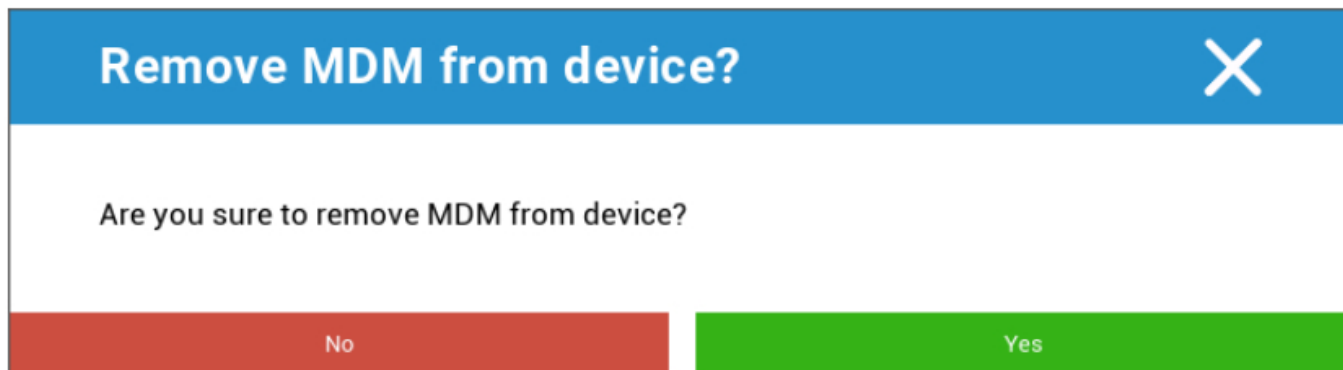 Remove MDM from device?
Are you sure to remove MDM from device?
No
Yes